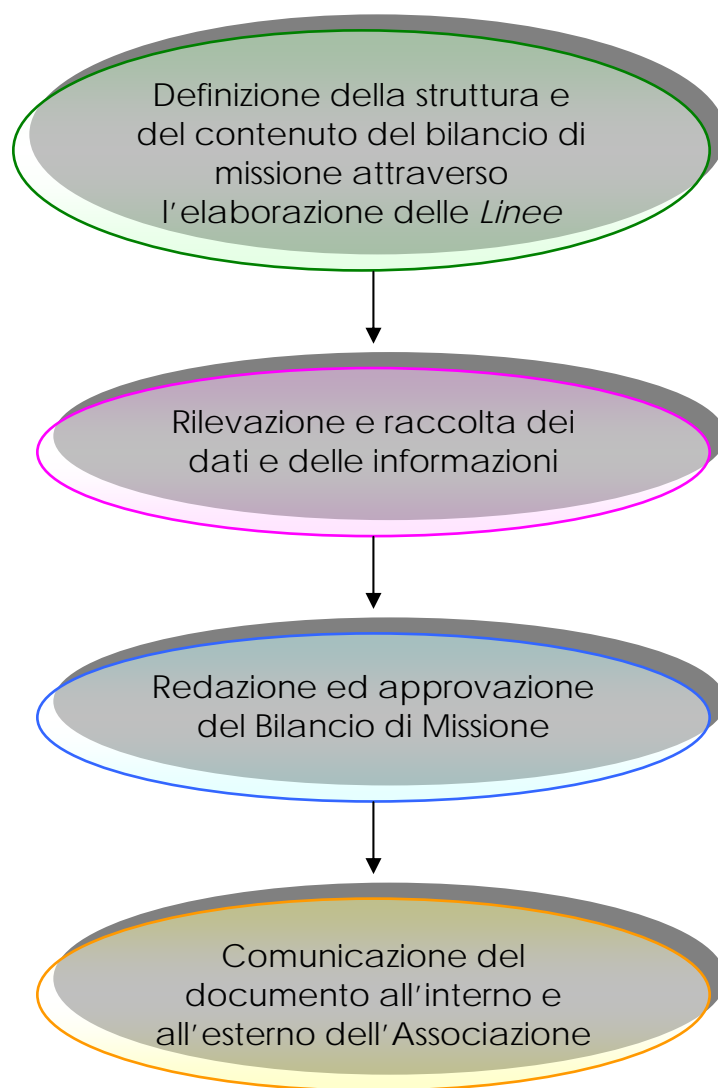 Definizione della struttura e
del contenuto del bilancio di
missione attraverso
l'elaborazione delle Linee
Rilevazione e raccolta dei
dati e delle informazioni
Redazione ed approvazione
del Bilancio di Missione
Comunicazione del
documento all'interno e
all'esterno dell'Associazione